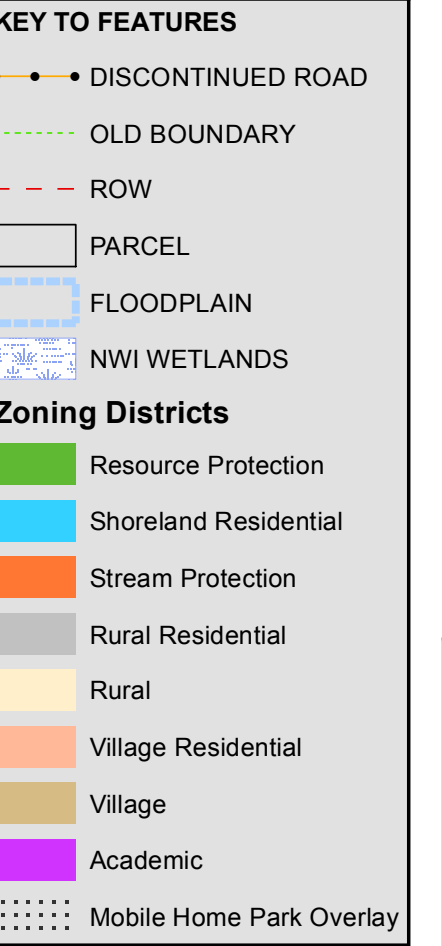 KEY TO FEATURES
DISCONTINUED ROAD
OLD BOUNDARY
ROW
PARCEL
FLOODPLAIN
NWI WETLANDS
Zoning Districts
Resource Protection
Shoreland Residential
Stream Protection
Rural Residential
Rural
Village Residential
Village
Academic
Mobile Home Park Overlay